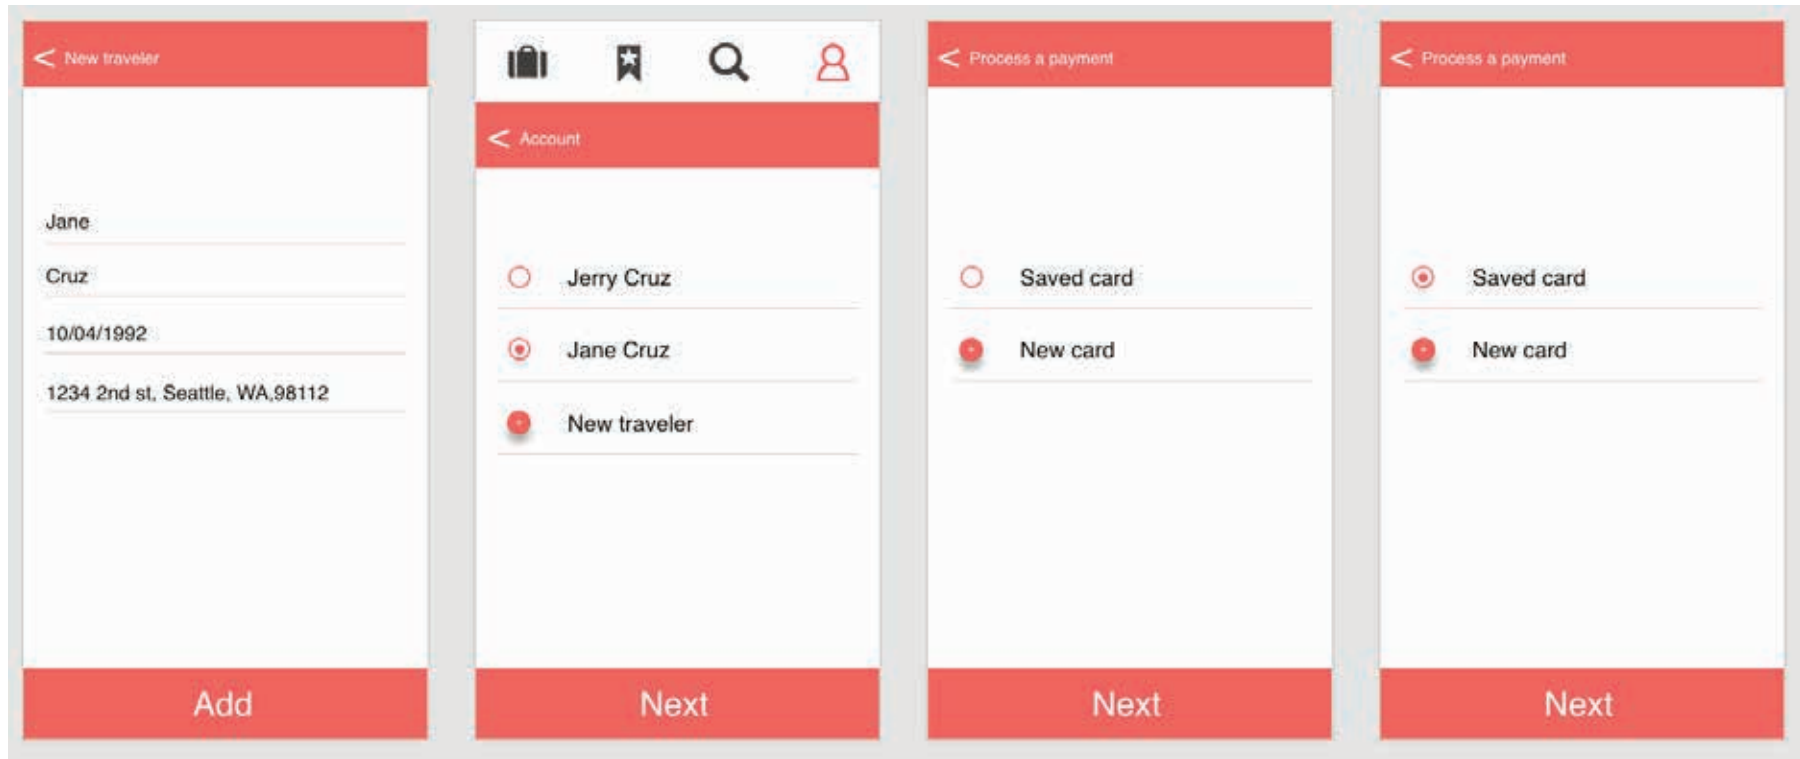 < New traveler
Jane
Cruz
10/04/1992
1234 2nd st, Seattle, WA,98112
Add
< Account
Jerry Cruz
Jane Cruz
New traveler
Next
< Process a payment
Saved card
New card
Next
< Process a payment
Saved card
New card
Next